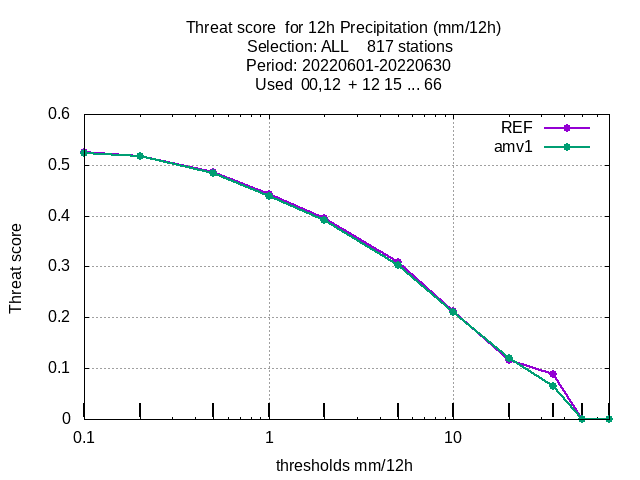 Threat score  for 12h Precipitation (mm/12h)
Selection: ALL    817 stations
Period: 20220601-20220630
Used  00,12  + 12 15 ... 66
REF
amv1
0.6
0.5
0.4
0.3
0.2
0.1
0
Threat score
0.1 1 10
thresholds mm/12h